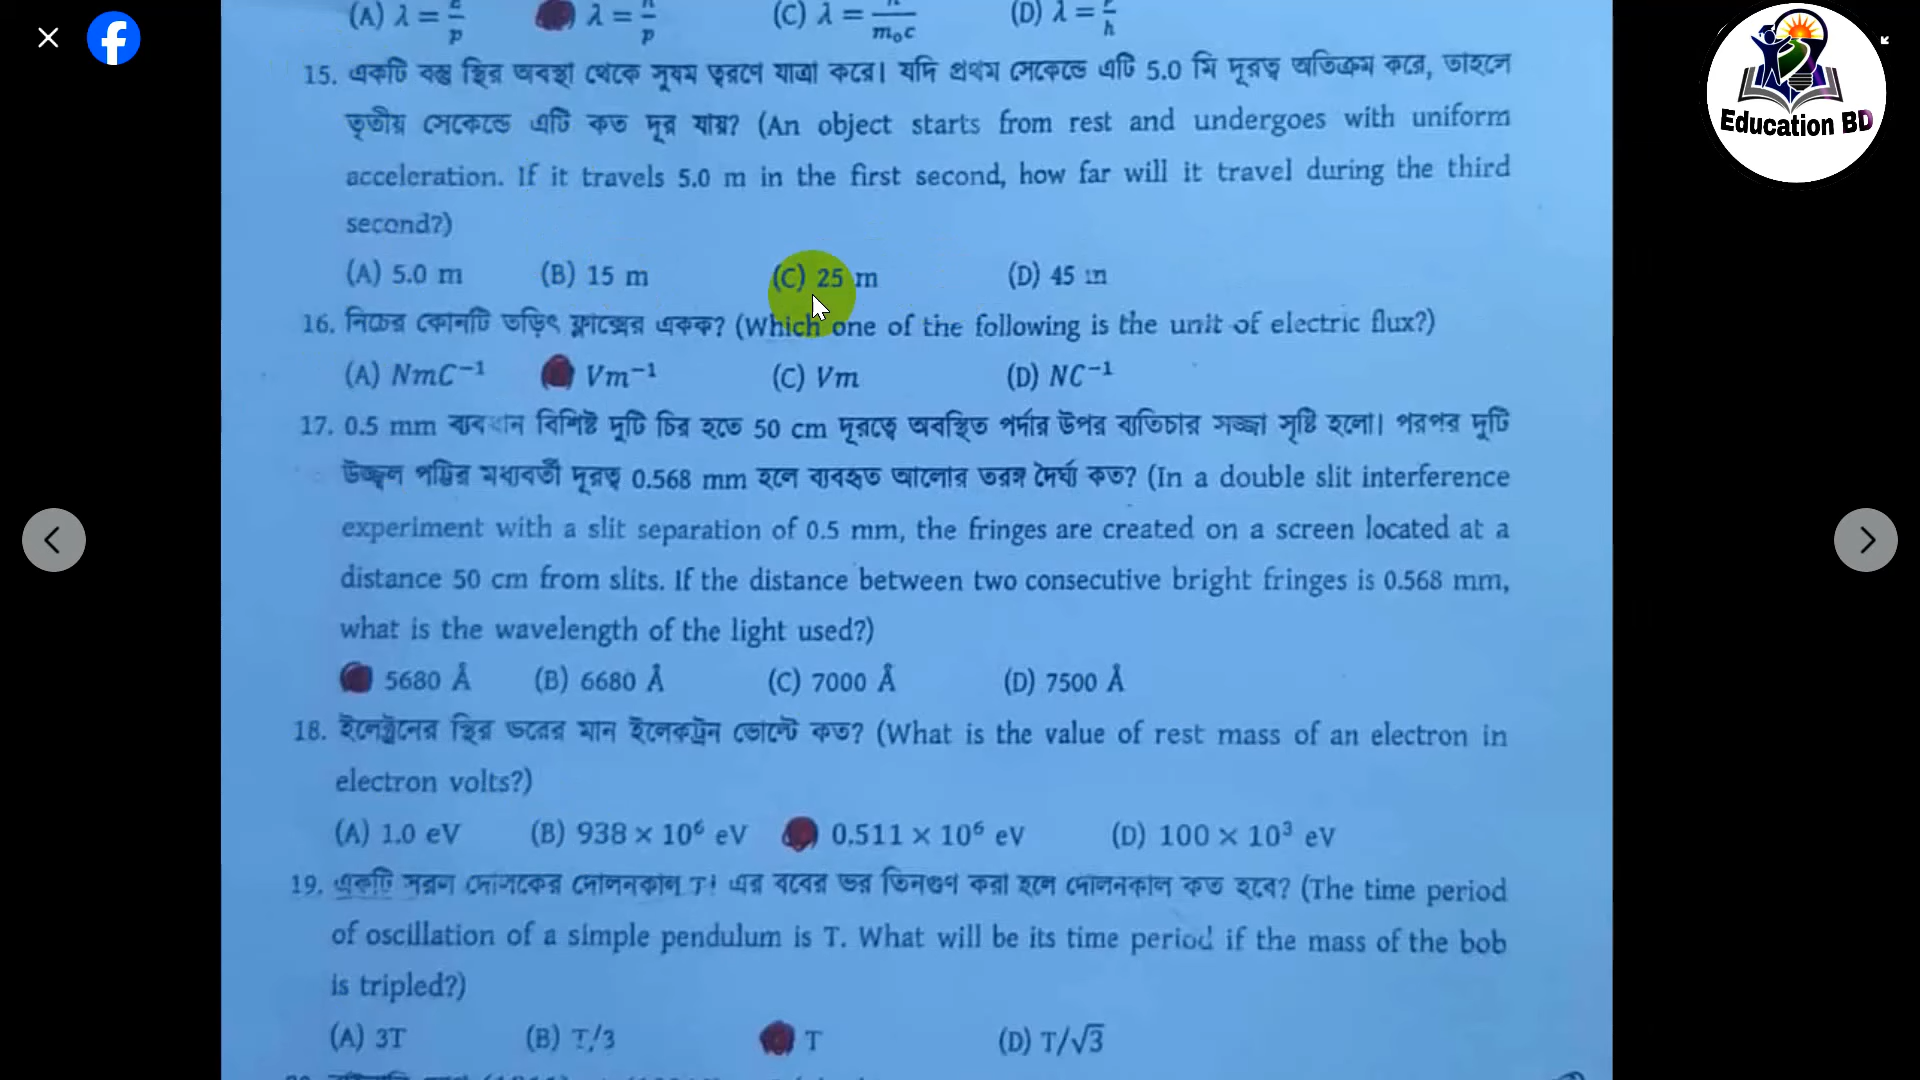 (A) λ = p λ = h/p (C) λ = h/m₀c (D) λ = h
15. একটি বস্তু স্থির অবস্থা থেকে সুষম ত্বরণে যাত্রা করে। যদি প্রথম সেকেন্ডে এটি 5.0 মি দূরত্ব অতিক্রম করে, তাহলে
তৃতীয় সেকেন্ডে এটি কত দূর যায়? (An object starts from rest and undergoes with uniform
acceleration. If it travels 5.0 m in the first second, how far will it travel during the third
second?)
(A) 5.0 m (B) 15 m (C) 25 m (D) 45 m
16. নিচের কোনটি তড়িৎ ফ্লাক্সের একক? (Which one of the following is the unit of electric flux?)
(A) NmC⁻¹ Vm⁻¹ (C) Vm (D) NC⁻¹
17. 0.5 mm ব্যবধান বিশিষ্ট দুটি চির হতে 50 cm দূরত্বে অবস্থিত পর্দার উপর ব্যতিচার সজ্জা সৃষ্টি হলো। পরপর দুটি
উজ্জ্বল পট্টির মধ্যবর্তী দূরত্ব 0.568 mm হলে ব্যবহৃত আলোর তরঙ্গ দৈর্ঘ্য কত? (In a double slit interference
experiment with a slit separation of 0.5 mm, the fringes are created on a screen located at a
distance 50 cm from slits. If the distance between two consecutive bright fringes is 0.568 mm,
what is the wavelength of the light used?)
5680 Å (B) 6680 Å (C) 7000 Å (D) 7500 Å
18. ইলেক্ট্রনের স্থির ভরের মান ইলেকট্রন ভোল্টে কত? (What is the value of rest mass of an electron in
electron volts?)
(A) 1.0 eV (B) 938 × 10⁶ eV 0.511 × 10⁶ eV (D) 100 × 10³ eV
19. একটি সরল দোলকের দোলনকাল T। এর ববের ভর তিনগুণ করা হলে দোলনকাল কত হবে? (The time period
of oscillation of a simple pendulum is T. What will be its time period if the mass of the bob
is tripled?)
(A) 3T (B) T/3 T (D) T/√3
Education BD